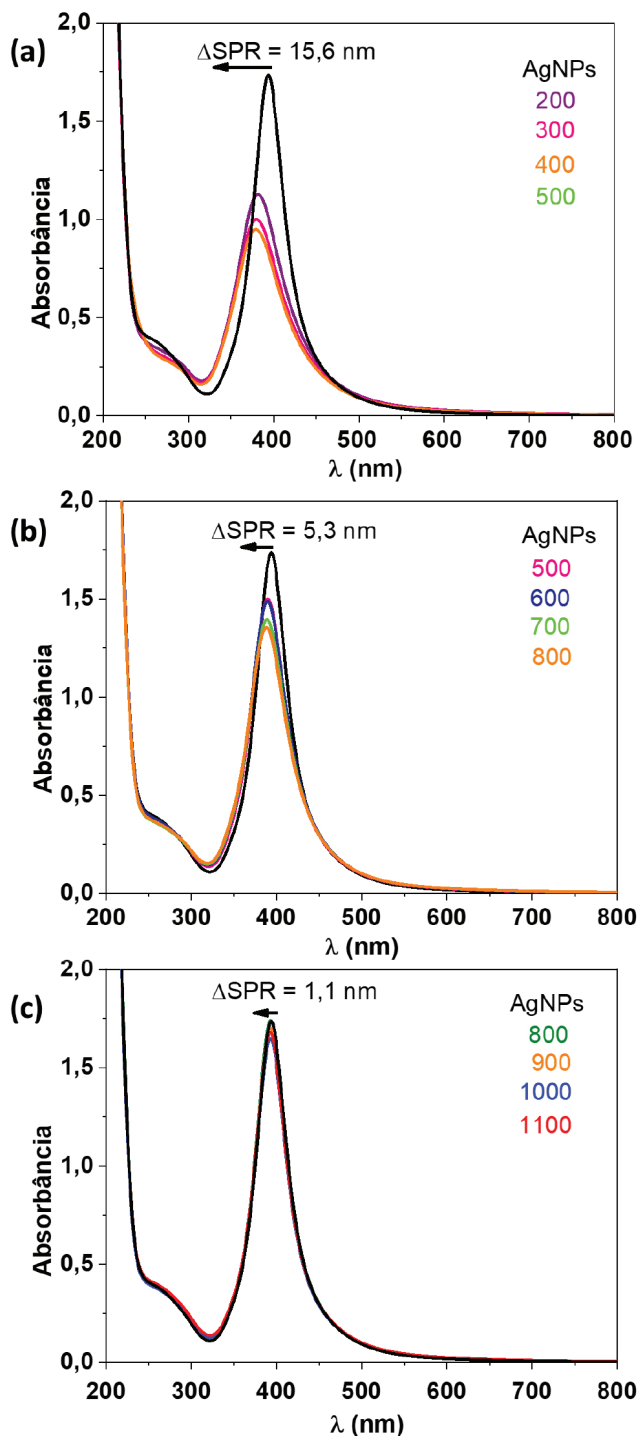 (a)
ΔSPR = 15,6 nm
AgNPs
200
300
400
500
2,0
1,5
1,0
0,5
0,0
Absorbância
200 300 400 500 600 700 800
λ (nm)
(b)
ΔSPR = 5,3 nm
AgNPs
500
600
700
800
2,0
1,5
1,0
0,5
0,0
Absorbância
200 300 400 500 600 700 800
λ (nm)
(c)
ΔSPR = 1,1 nm
AgNPs
800
900
1000
1100
2,0
1,5
1,0
0,5
0,0
Absorbância
200 300 400 500 600 700 800
λ (nm)